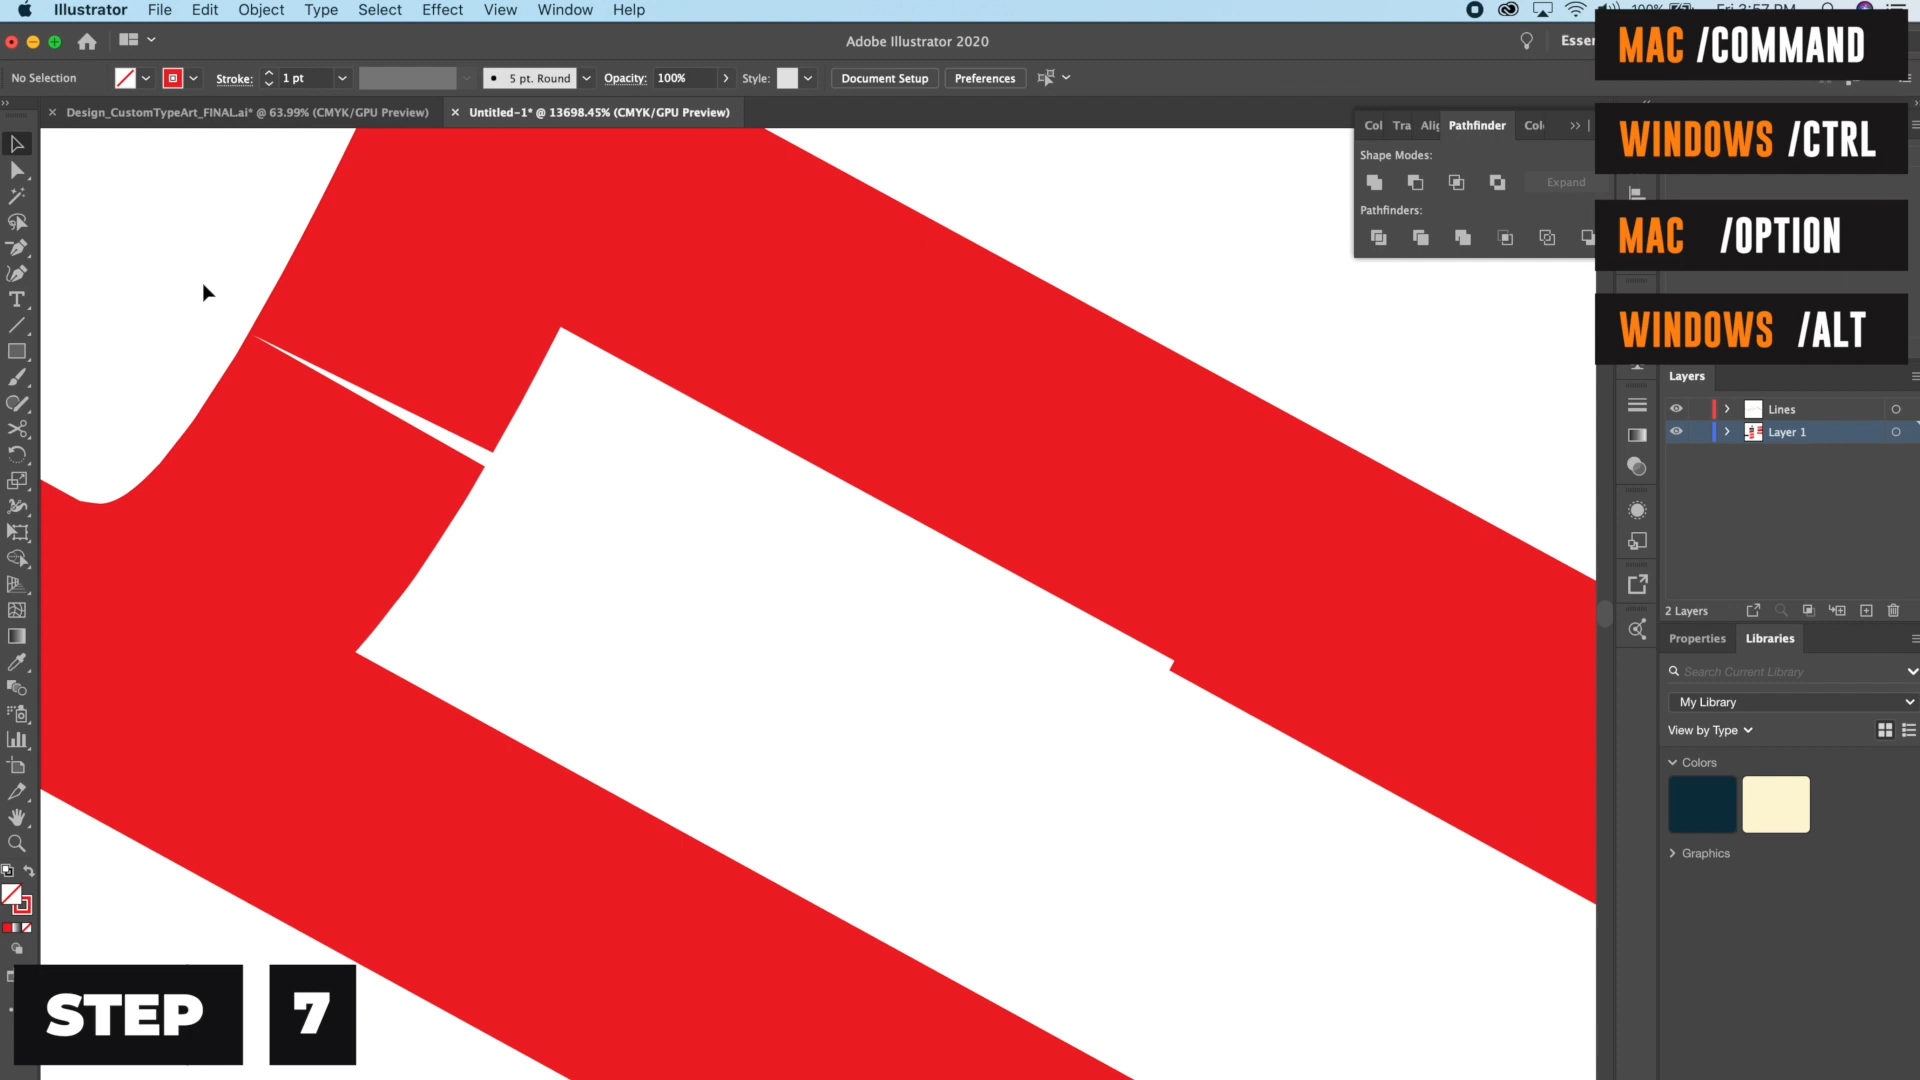 Illustrator File Edit Object Type Select Effect View Window Help
Adobe Illustrator 2020
No Selection Stroke: 1 pt 5 pt. Round Opacity: 100% Style: Document Setup Preferences
Design_CustomTypeArt_FINAL.ai* @ 63.99% (CMYK/GPU Preview) Untitled-1* @ 13698.45% (CMYK/GPU Preview)
Pathfinder
Shape Modes:
Expand
Pathfinders:
MAC /COMMAND
WINDOWS /CTRL
MAC /OPTION
WINDOWS /ALT
Layers
Lines
Layer 1
2 Layers
Properties Libraries
Search Current Library
My Library
View by Type
Colors
Graphics
STEP 7